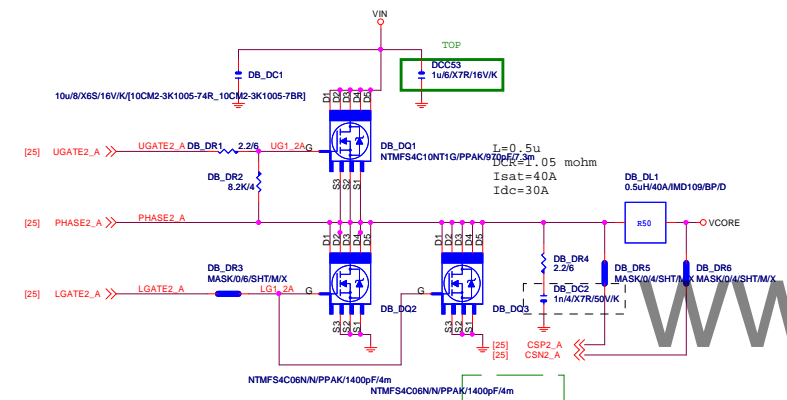 VIN
TOP
DB_DC1
DCC53
1u/6/X7R/16V/K
10u/8/X6S/16V/K/[10CM2-3K1005-74R_10CM2-3K1005-7BR]
D1 D2 D3 D4 D5
[25] UGATE2_A UGATE2_A DB_DR1 2.2/6 UG1_2A G
DB_DQ1
NTMFS4C10NT1G/PPAK/970pF/7.3m
L=0.5u
DCR=1.05 mohm
Isat=40A
Idc=30A
DB_DR2
8.2K/4
S3 S2 S1
DB_DL1
0.5uH/40A/IMD109/BP/D
[25] PHASE2_A PHASE2_A
R50
VCORE
D1 D2 D3 D4 D5
D1 D2 D3 D4 D5
DB_DR3
MASK/0/6/SHT/M/X
DB_DR4
2.2/6
DB_DR5
MASK/0/4/SHT/M/X
DB_DR6
MASK/0/4/SHT/M/X
[25] LGATE2_A LGATE2_A LG1_2A G
G
DB_DC2
1n/4/X7R/50V/K
DB_DQ2
DB_DQ3
S3 S2 S1
S3 S2 S1
[25] CSP2_A
[25] CSN2_A
NTMFS4C06N/N/PPAK/1400pF/4m
NTMFS4C06N/N/PPAK/1400pF/4m